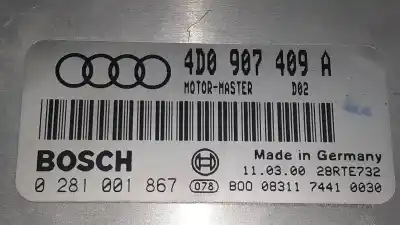 4D0 907 409 A
MOTOR-MASTER D02
BOSCH
Made in Germany
11.03.00 28RTE732
0 281 001 867 078 BOO 08311 7441 0030